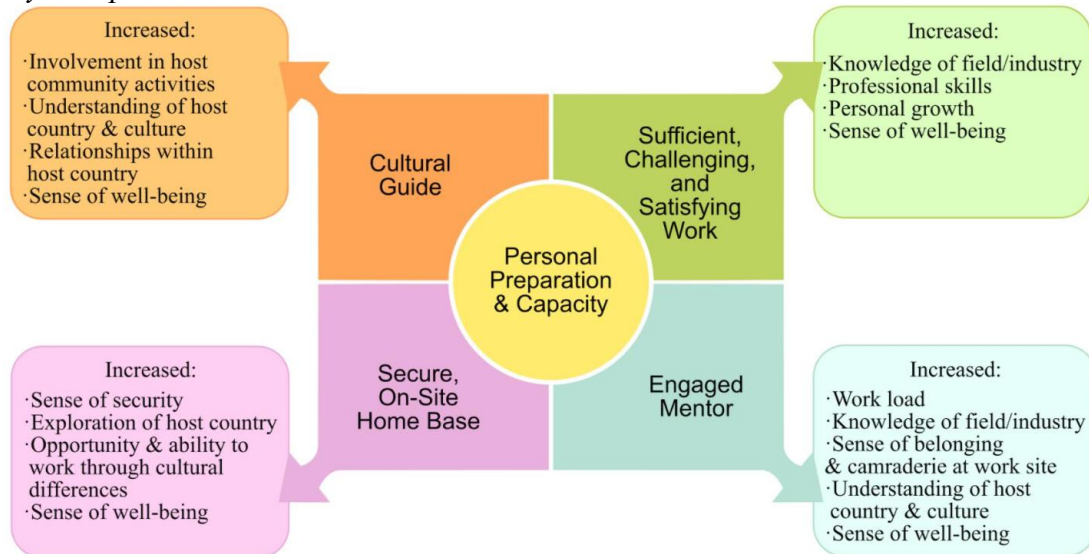 Increased:
·Involvement in host
community activities
·Understanding of host
country & culture
·Relationships within
host country
·Sense of well-being
Increased:
·Knowledge of field/industry
·Professional skills
·Personal growth
·Sense of well-being
Cultural
Guide
Sufficient,
Challenging,
and
Satisfying
Work
Personal
Preparation
& Capacity
Secure,
On-Site
Home Base
Engaged
Mentor
Increased:
·Sense of security
·Exploration of host country
·Opportunity & ability to
work through cultural
differences
·Sense of well-being
Increased:
·Work load
·Knowledge of field/industry
·Sense of belonging
& camraderie at work site
·Understanding of host
country & culture
·Sense of well-being